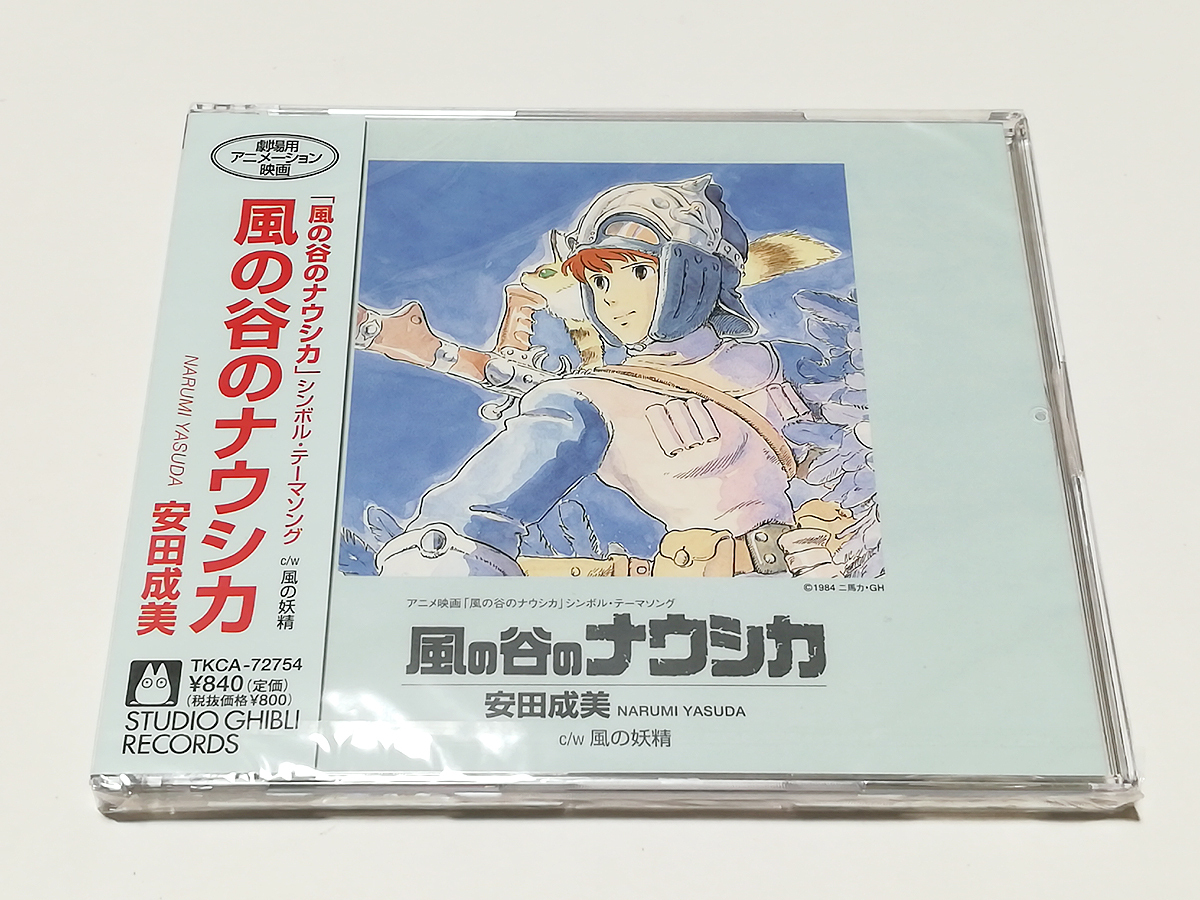 劇場用
アニメーション
映画
「風の谷のナウシカ」シンボル・テーマソング
c/w 風の妖精
風の谷のナウシカ
NARUMI YASUDA
安田成美
TKCA-72754
¥840(定価)
(税抜価格¥800)
STUDIO GHIBLI
RECORDS
©1984 二馬力・GH
アニメ映画「風の谷のナウシカ」シンボル・テーマソング
風の谷のナウシカ
安田成美 NARUMI YASUDA
c/w 風の妖精